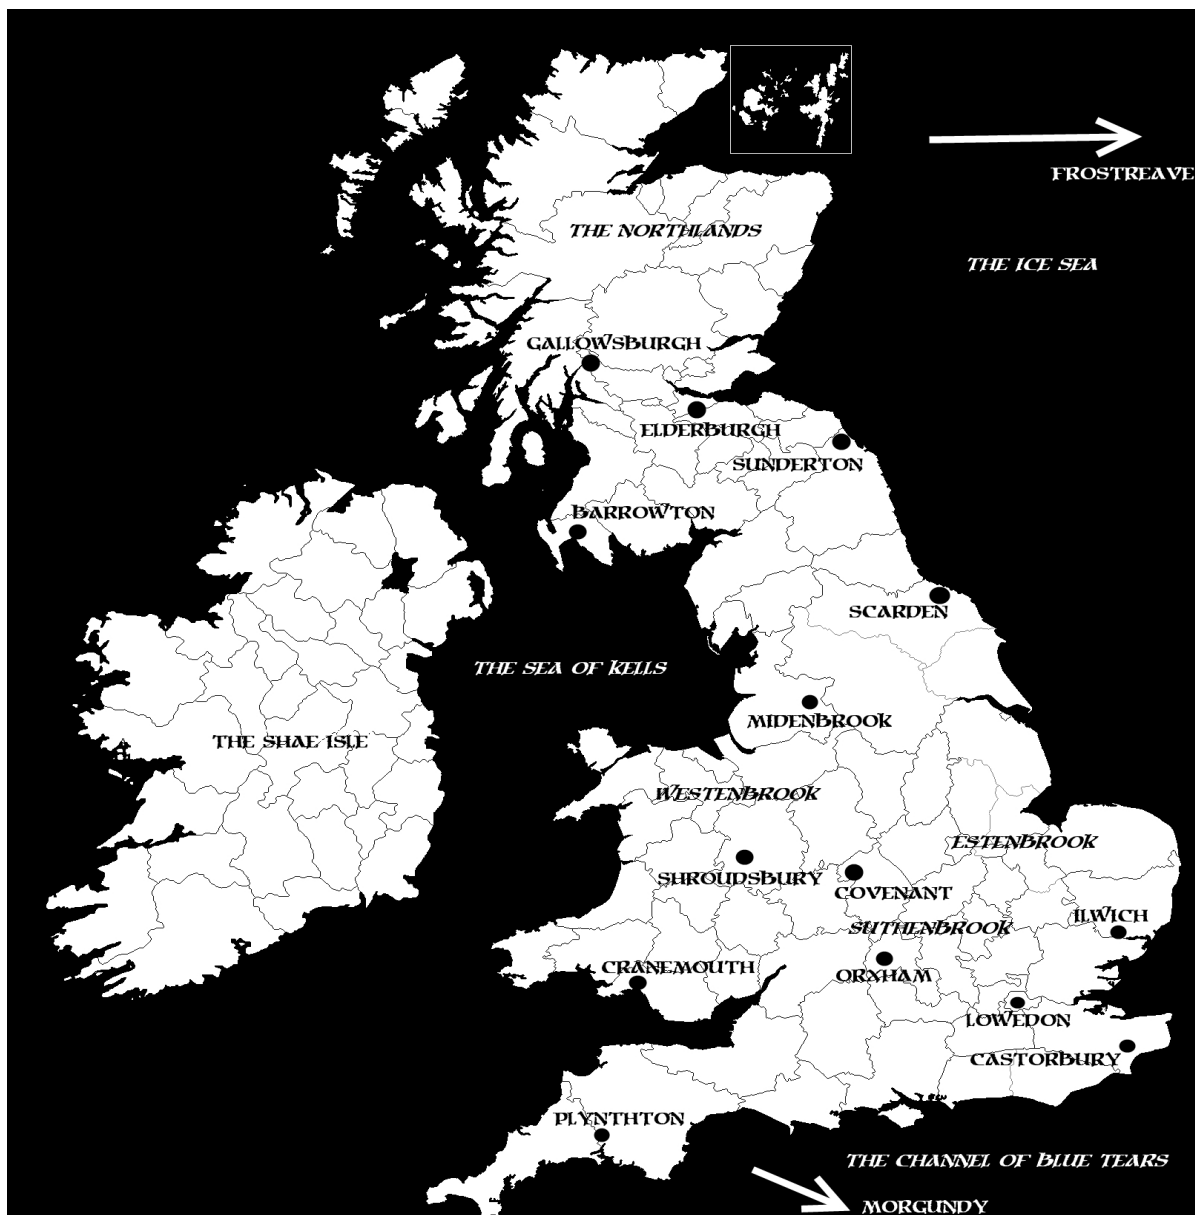 FROSTREAVE
THE NORTHLANDS
THE ICE SEA
GALLOWSBURGH
ELDERBURGH
SUNDERTON
BARROWTON
SCARDEN
THE SEA OF KELLS
MIDENBROOK
THE SHAE ISLE
WESTENBROOK
ESTENBROOK
SHROUDSBURY
COVENANT
ILWICH
SUTHENBROOK
CRANEMOUTH
ORXHAM
LOWEDON
CASTORBURY
PLYNTHTON
THE CHANNEL OF BLUE TEARS
MORGUNDY